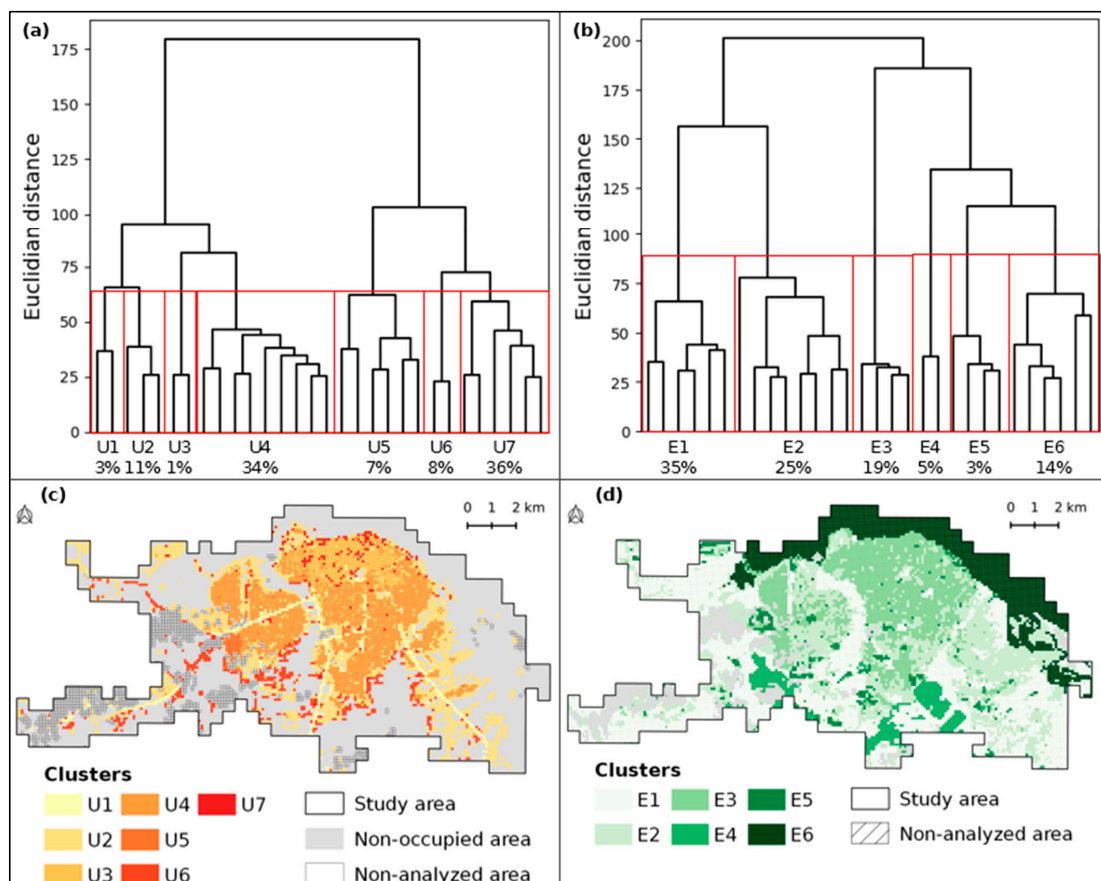 (a)
Euclidian distance
175
150
125
100
75
50
25
0
U1 U2 U3 U4 U5 U6 U7
3% 11% 1% 34% 7% 8% 36%
(b)
Euclidian distance
200
175
150
125
100
75
50
25
0
E1 E2 E3 E4 E5 E6
35% 25% 19% 5% 3% 14%
(c)
0 1 2 km
Clusters
U1 U4 U7
U2 U5
U3 U6
Study area
Non-occupied area
Non-analyzed area
(d)
0 1 2 km
Clusters
E1 E3 E5
E2 E4 E6
Study area
Non-analyzed area